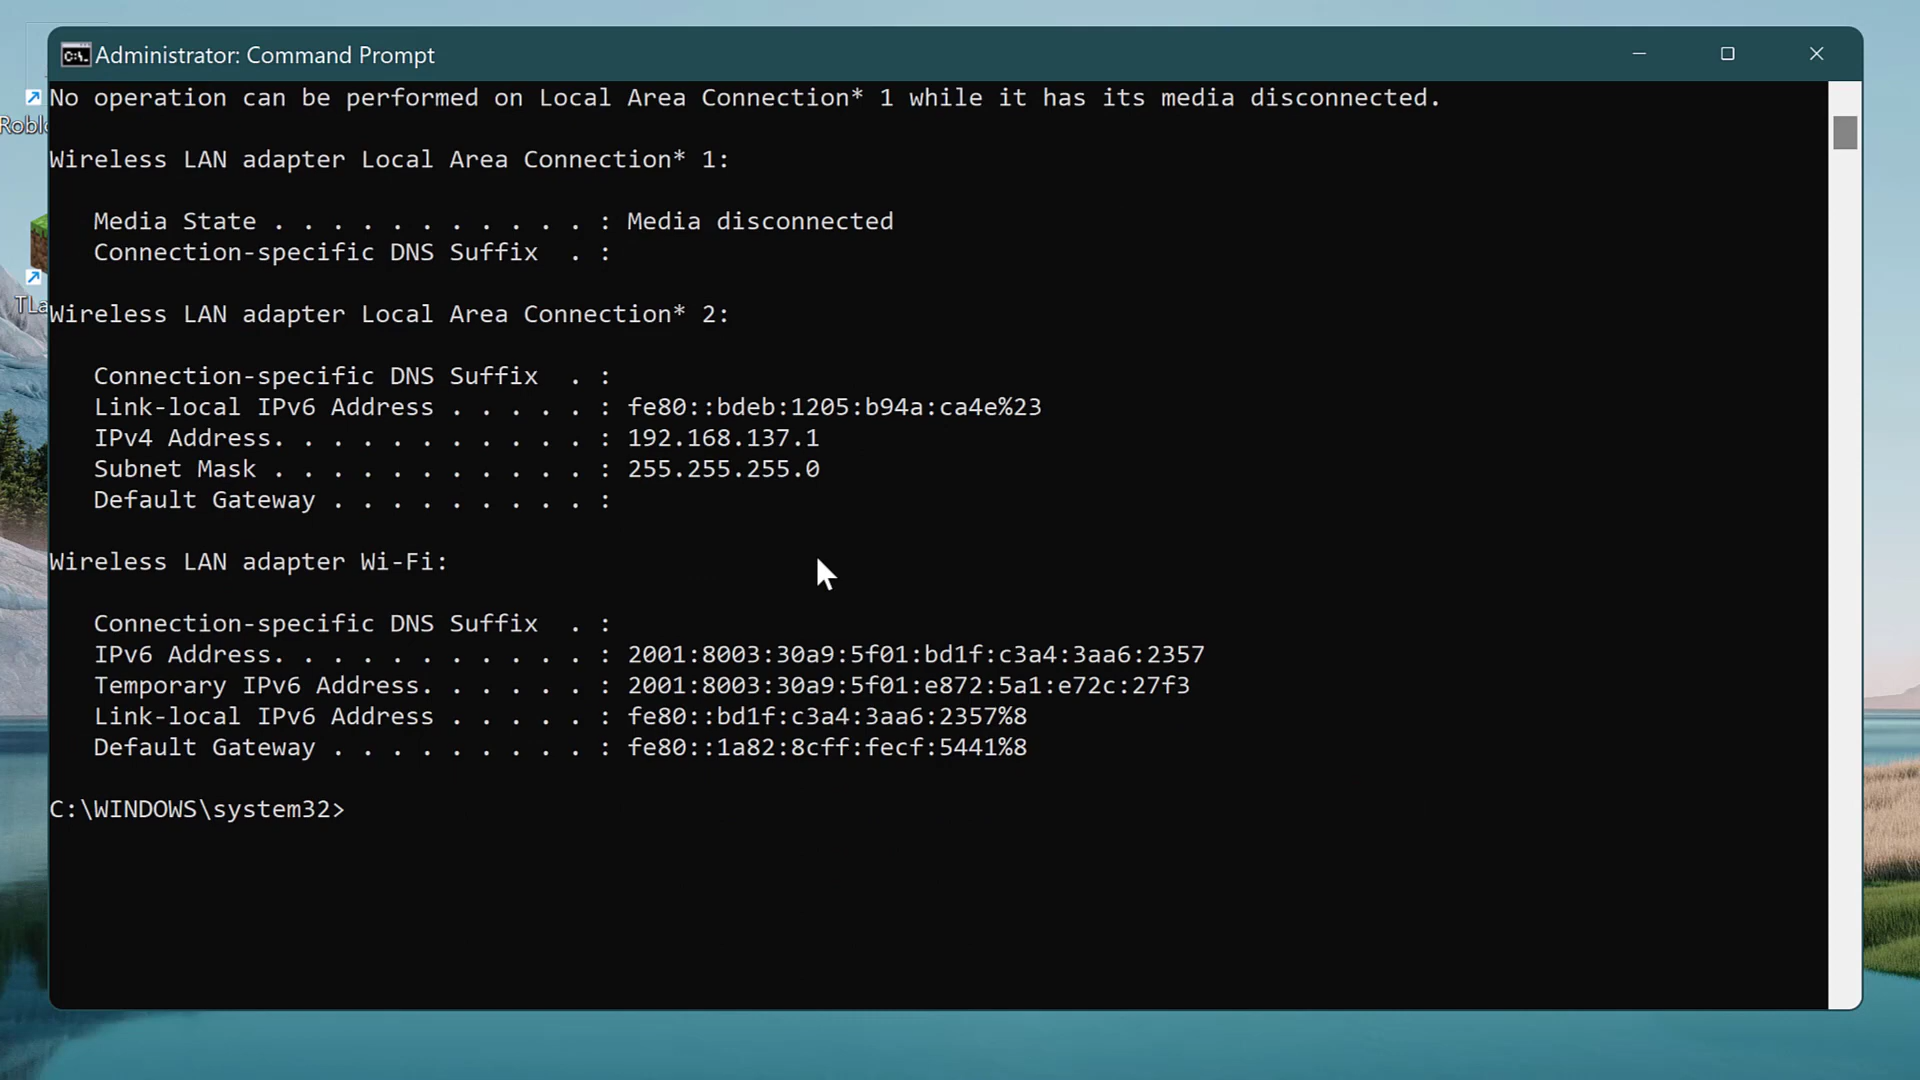 Administrator: Command Prompt
No operation can be performed on Local Area Connection* 1 while it has its media disconnected.
Wireless LAN adapter Local Area Connection* 1:
Media State . . . . . . . . . . . : Media disconnected
Connection-specific DNS Suffix  . :
Wireless LAN adapter Local Area Connection* 2:
Connection-specific DNS Suffix  . :
Link-local IPv6 Address . . . . . : fe80::bdeb:1205:b94a:ca4e%23
IPv4 Address. . . . . . . . . . . : 192.168.137.1
Subnet Mask . . . . . . . . . . . : 255.255.255.0
Default Gateway . . . . . . . . . :
Wireless LAN adapter Wi-Fi:
Connection-specific DNS Suffix  . :
IPv6 Address. . . . . . . . . . . : 2001:8003:30a9:5f01:bd1f:c3a4:3aa6:2357
Temporary IPv6 Address. . . . . . : 2001:8003:30a9:5f01:e872:5a1:e72c:27f3
Link-local IPv6 Address . . . . . : fe80::bd1f:c3a4:3aa6:2357%8
Default Gateway . . . . . . . . . : fe80::1a82:8cff:fecf:5441%8
C:\WINDOWS\system32>